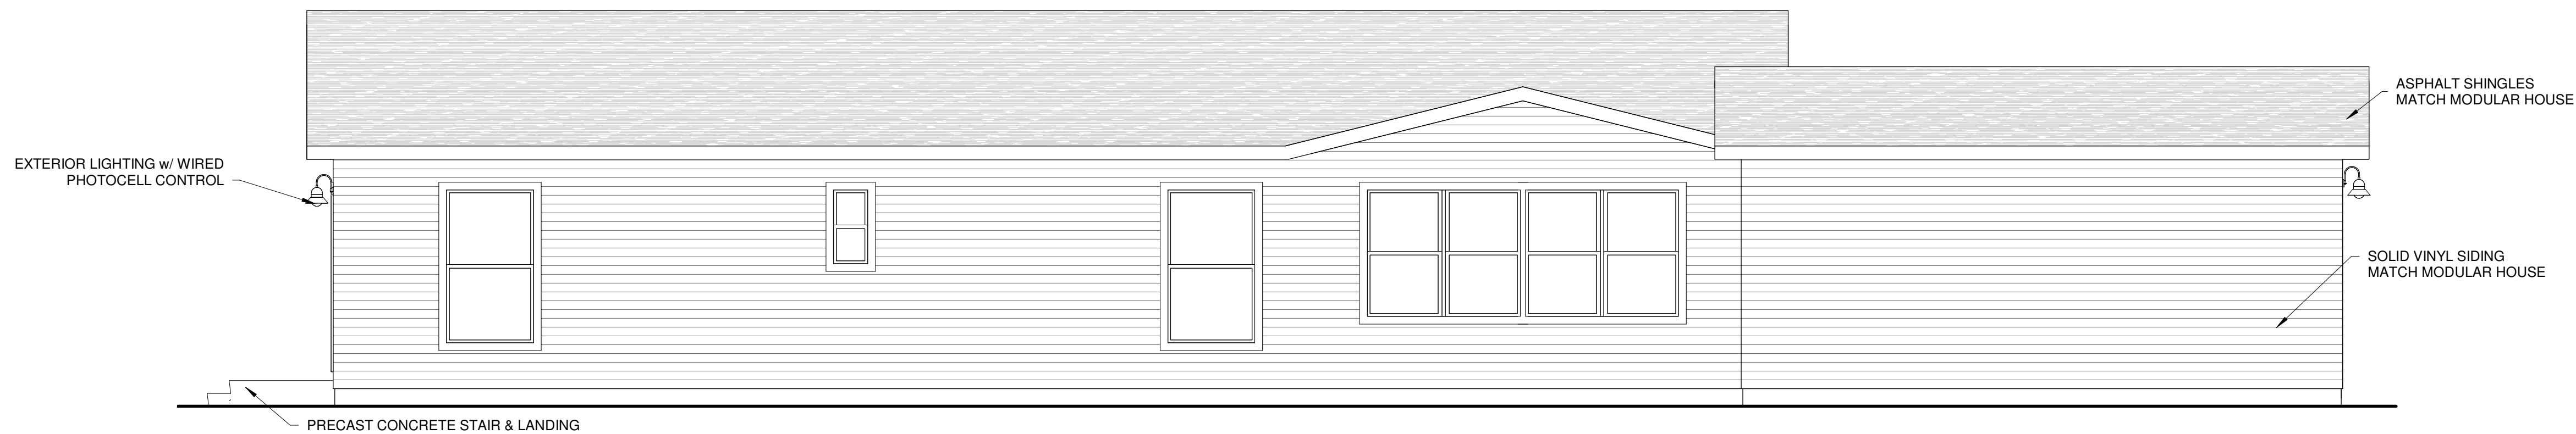 ASPHALT SHINGLES
MATCH MODULAR HOUSE
EXTERIOR LIGHTING w/ WIRED
PHOTOCELL CONTROL
SOLID VINYL SIDING
MATCH MODULAR HOUSE
PRECAST CONCRETE STAIR & LANDING